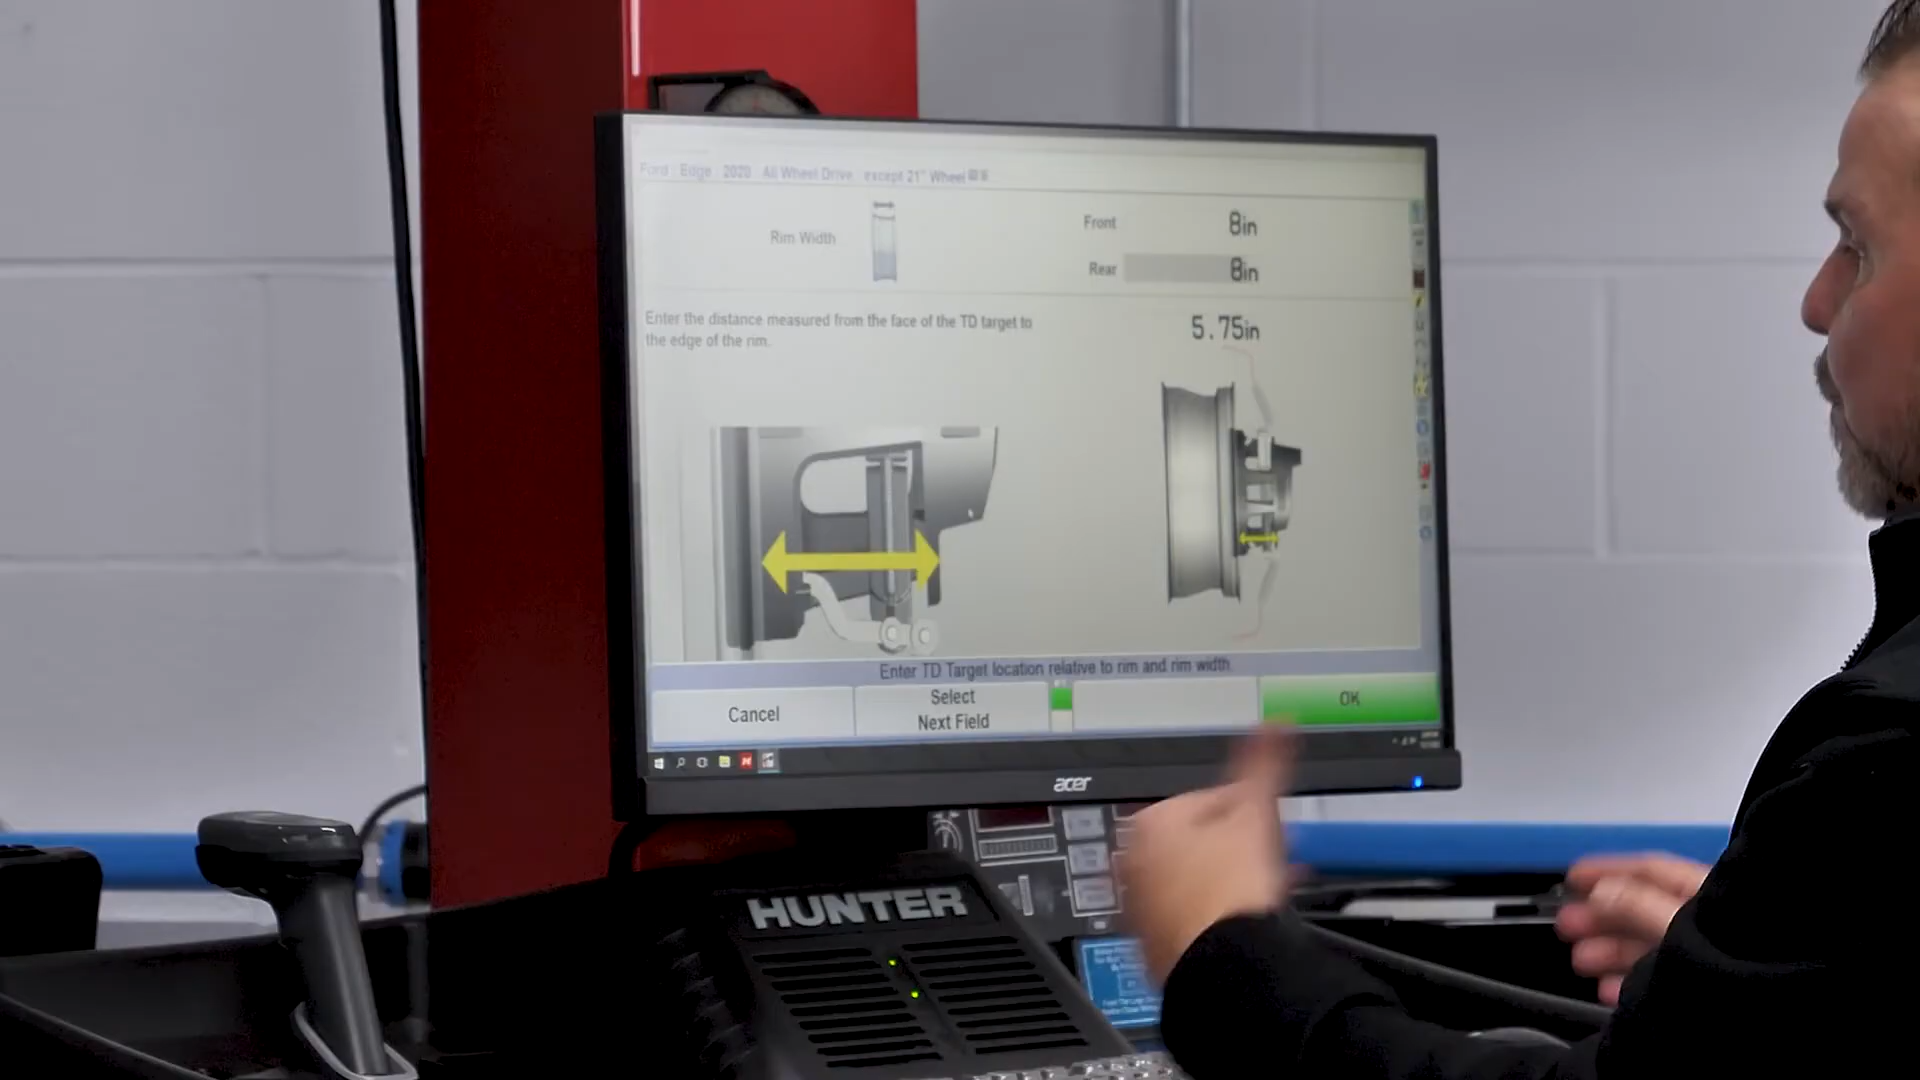 Ford Edge 2020 All Wheel Drive except 21" Wheel
Rim Width
Front 8in
Rear 8in
Enter the distance measured from the face of the TD target to
the edge of the rim.
5.75in
Enter TD Target location relative to rim and rim width.
Cancel
Select
Next Field
OK
acer
HUNTER